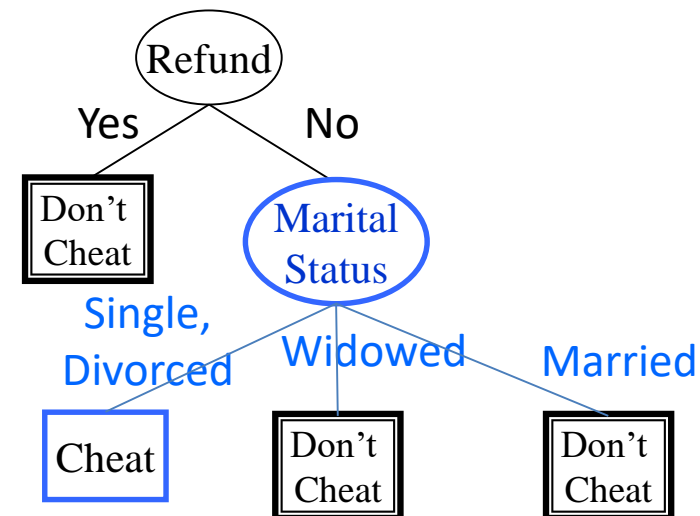 Refund
Yes
No
Don’t
Cheat
Marital
Status
Single,
Divorced
Widowed
Married
Cheat
Don’t
Cheat
Don’t
Cheat